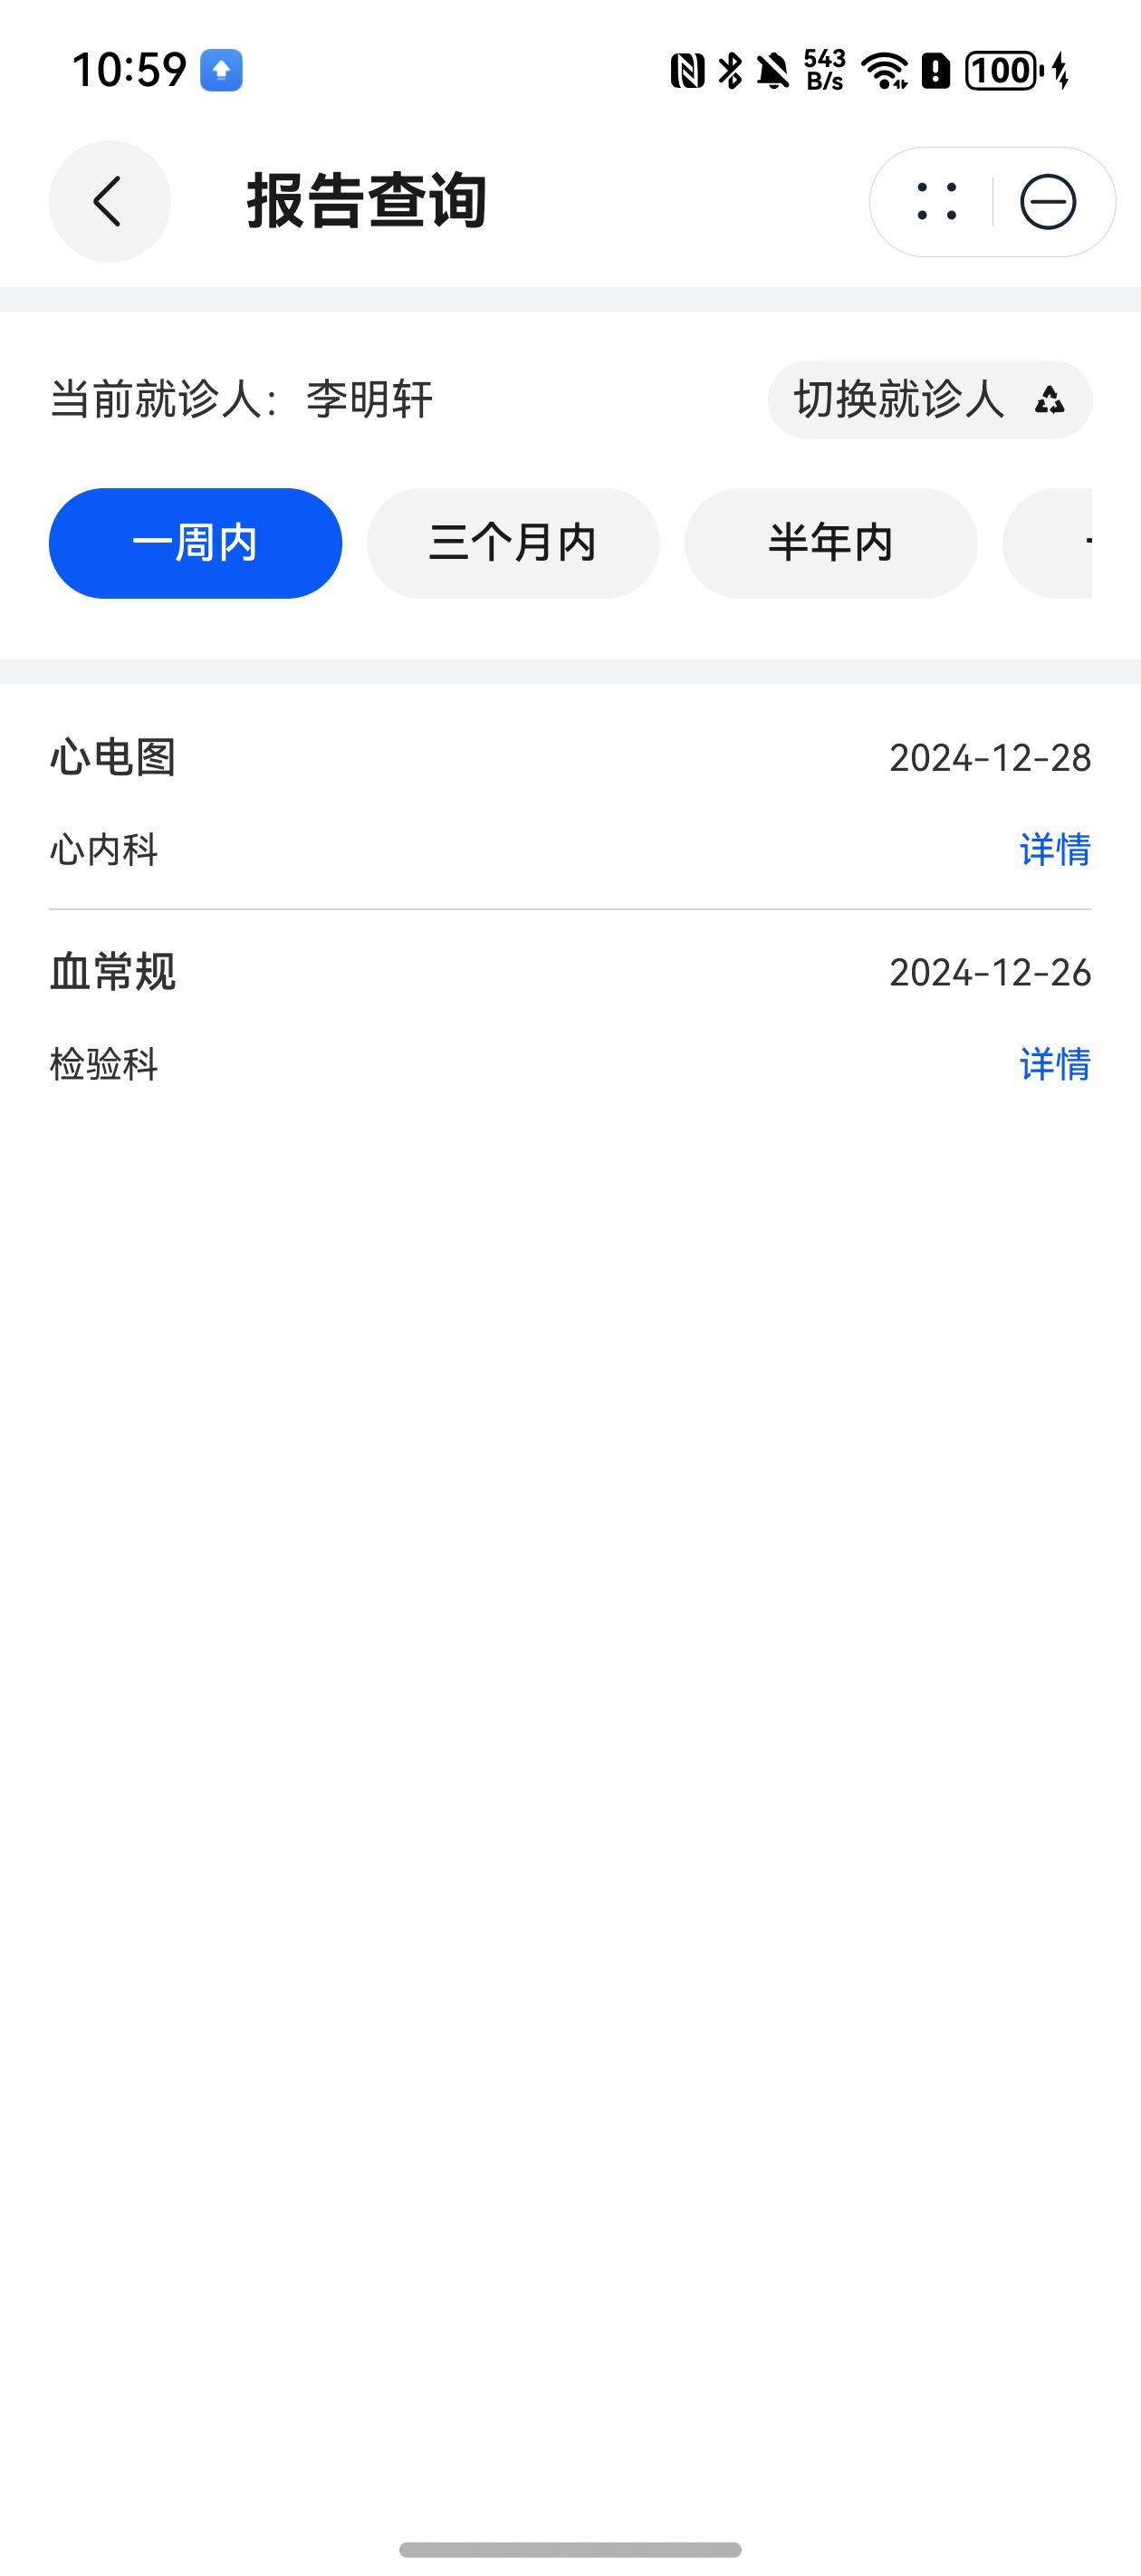 10:59
543
B/s
100
报告查询
当前就诊人：李明轩
切换就诊人
一周内
三个月内
半年内
心电图
2024-12-28
心内科
详情
血常规
2024-12-26
检验科
详情